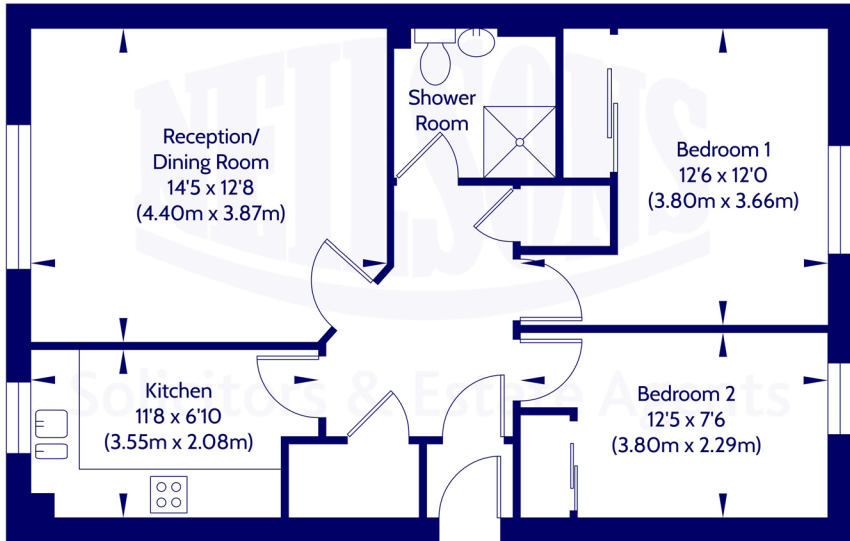 NEILSONS
Solicitors & Estate Agents
Reception/
Dining Room
14'5 x 12'8
(4.40m x 3.87m)
Shower
Room
Bedroom 1
12'6 x 12'0
(3.80m x 3.66m)
Kitchen
11'8 x 6'10
(3.55m x 2.08m)
Bedroom 2
12'5 x 7'6
(3.80m x 2.29m)